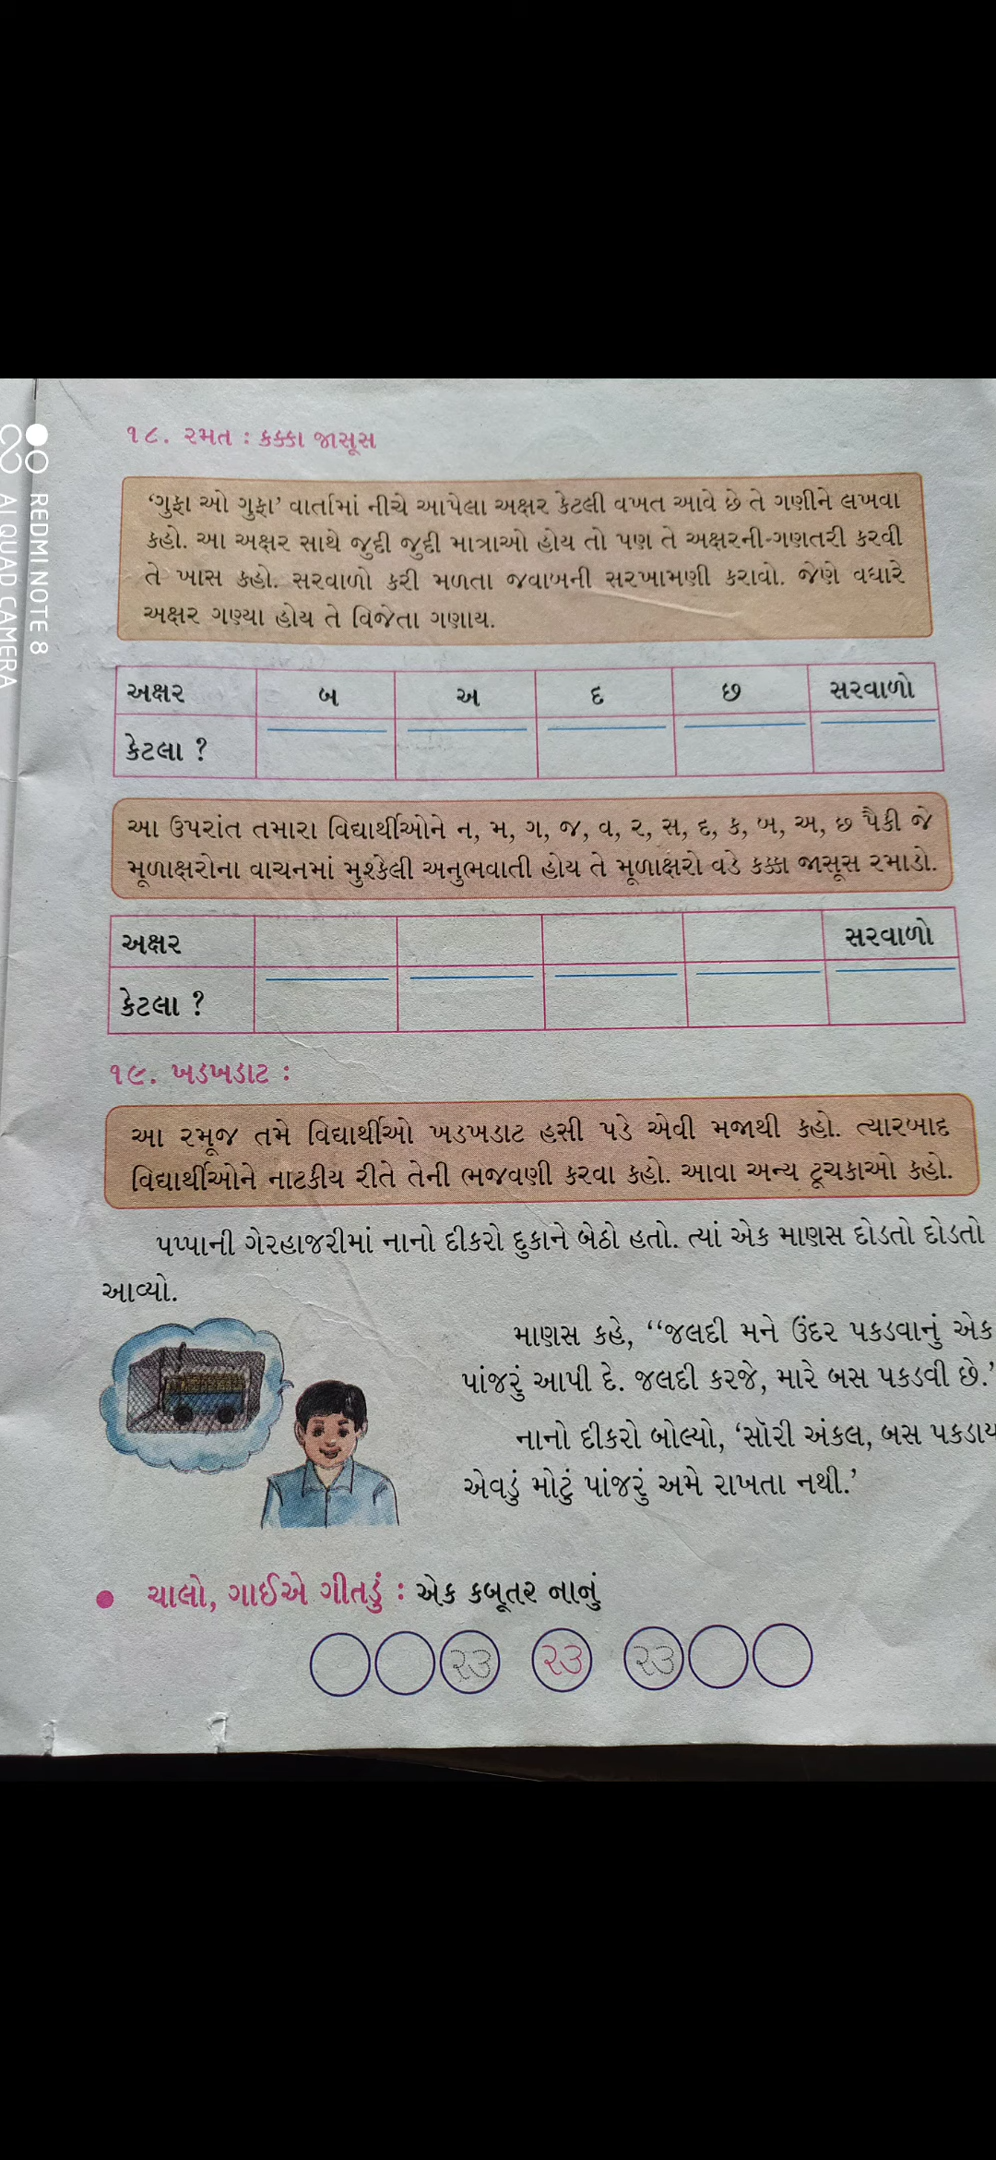 ૧૮. રમત : કક્કા જાસૂસ
‘ગુફા ઓ ગુફા’ વાર્તામાં નીચે આપેલા અક્ષર કેટલી વખત આવે છે તે ગણીને લખવા
કહો. આ અક્ષર સાથે જુદી જુદી માત્રાઓ હોય તો પણ તે અક્ષરની-ગણતરી કરવી
તે ખાસ કહો. સરવાળો કરી મળતા જવાબની સરખામણી કરાવો. જેણે વધારે
અક્ષર ગણ્યા હોય તે વિજેતા ગણાય.
અક્ષર બ અ દ છ સરવાળો
કેટલા ?
આ ઉપરાંત તમારા વિદ્યાર્થીઓને ન, મ, ગ, જ, વ, ર, સ, દ, ક, બ, અ, છ પૈકી જે
મૂળાક્ષરોના વાચનમાં મુશ્કેલી અનુભવાતી હોય તે મૂળાક્ષરો વડે કક્કા જાસૂસ રમાડો.
અક્ષર સરવાળો
કેટલા ?
૧૯. ખડખડાટ :
આ રમૂજ તમે વિદ્યાર્થીઓ ખડખડાટ હસી પડે એવી મજાથી કહો. ત્યારબાદ
વિદ્યાર્થીઓને નાટકીય રીતે તેની ભજવણી કરવા કહો. આવા અન્ય ટૂચકાઓ કહો.
પપ્પાની ગેરહાજરીમાં નાનો દીકરો દુકાને બેઠો હતો. ત્યાં એક માણસ દોડતો દોડતો
આવ્યો.
માણસ કહે, ‘‘જલદી મને ઉંદર પકડવાનું એક
પાંજરું આપી દે. જલદી કરજે, મારે બસ પકડવી છે.’
નાનો દીકરો બોલ્યો, ‘સૉરી અંકલ, બસ પકડાય
એવડું મોટું પાંજરું અમે રાખતા નથી.’
• ચાલો, ગાઈએ ગીતડું : એક કબૂતર નાનું
૨૩ ૨૩ ૨૩
REDMI NOTE 8
AI QUAD CAMERA